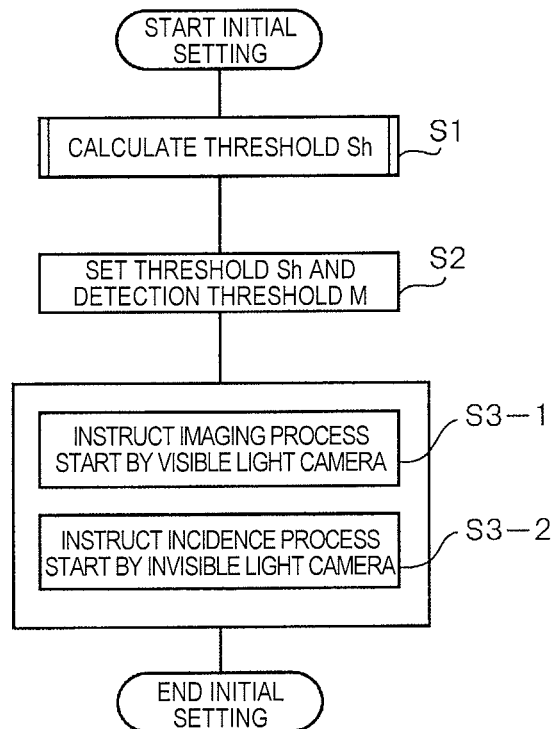 START INITIAL
SETTING
CALCULATE THRESHOLD Sh
S1
SET THRESHOLD Sh AND
DETECTION THRESHOLD M
S2
INSTRUCT IMAGING PROCESS
START BY VISIBLE LIGHT CAMERA
S3-1
INSTRUCT INCIDENCE PROCESS
START BY INVISIBLE LIGHT CAMERA
S3-2
END INITIAL
SETTING